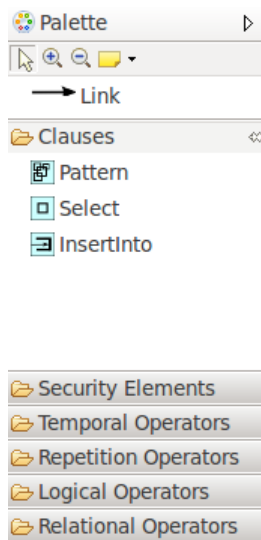 Palette
Link
Clauses
Pattern
Select
InsertInto
Security Elements
Temporal Operators
Repetition Operators
Logical Operators
Relational Operators